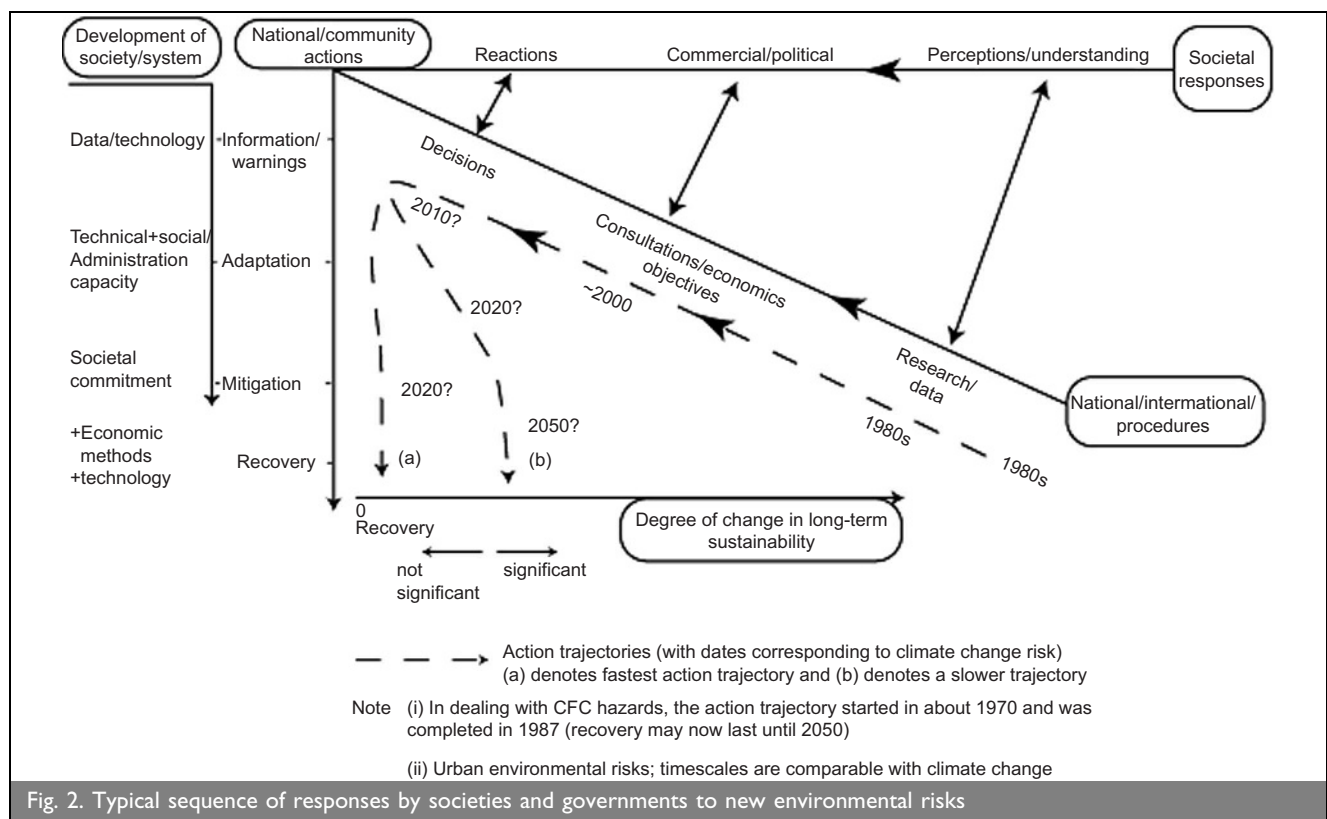 Development of
society/system
National/community
actions
Reactions
Commercial/political
Perceptions/understanding
Societal
responses
Data/technology
Information/
warnings
Decisions
Technical+social/
Administration
capacity
Adaptation
2010?
Consultations/economics
objectives
~2000
2020?
Societal
commitment
Mitigation
2020?
Research/
data
1980s
National/intermational/
procedures
+Economic
methods
+technology
Recovery
(a)
2050?
(b)
1980s
0
Recovery
Degree of change in long-term
sustainability
not
significant
significant
Action trajectories (with dates corresponding to climate change risk)
(a) denotes fastest action trajectory and (b) denotes a slower trajectory
Note (i) In dealing with CFC hazards, the action trajectory started in about 1970 and was
completed in 1987 (recovery may now last until 2050)
(ii) Urban environmental risks; timescales are comparable with climate change
Fig. 2. Typical sequence of responses by societies and governments to new environmental risks